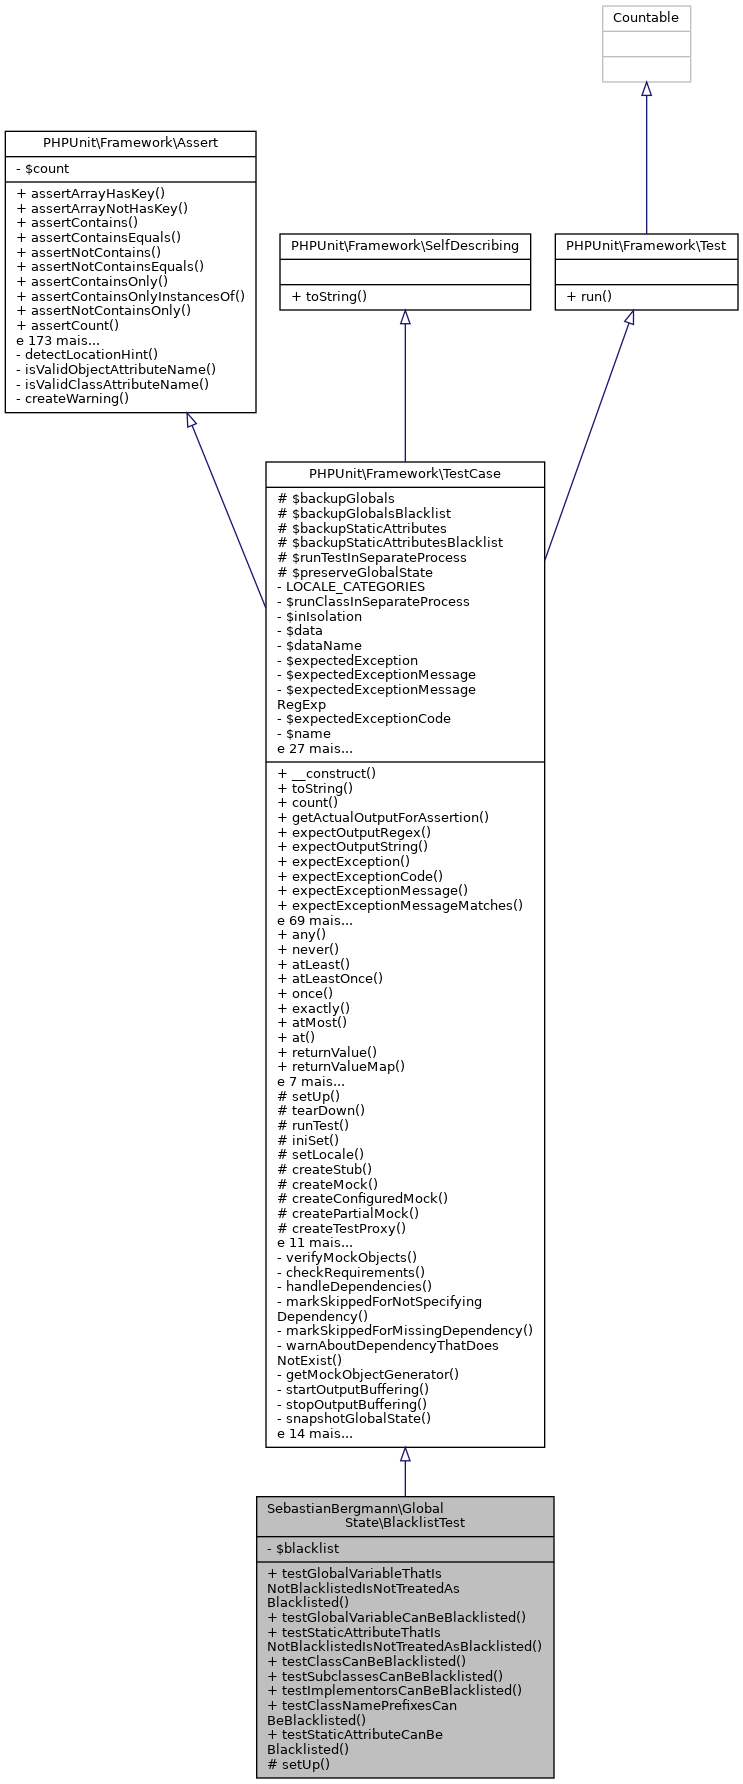 Countable
PHPUnit\Framework\Assert
- $count
+ assertArrayHasKey()
+ assertArrayNotHasKey()
+ assertContains()
+ assertContainsEquals()
+ assertNotContains()
+ assertNotContainsEquals()
+ assertContainsOnly()
+ assertContainsOnlyInstancesOf()
+ assertNotContainsOnly()
+ assertCount()
e 173 mais...
- detectLocationHint()
- isValidObjectAttributeName()
- isValidClassAttributeName()
- createWarning()
PHPUnit\Framework\SelfDescribing
+ toString()
PHPUnit\Framework\Test
+ run()
PHPUnit\Framework\TestCase
# $backupGlobals
# $backupGlobalsBlacklist
# $backupStaticAttributes
# $backupStaticAttributesBlacklist
# $runTestInSeparateProcess
# $preserveGlobalState
- LOCALE_CATEGORIES
- $runClassInSeparateProcess
- $inIsolation
- $data
- $dataName
- $expectedException
- $expectedExceptionMessage
- $expectedExceptionMessage
RegExp
- $expectedExceptionCode
- $name
e 27 mais...
+ __construct()
+ toString()
+ count()
+ getActualOutputForAssertion()
+ expectOutputRegex()
+ expectOutputString()
+ expectException()
+ expectExceptionCode()
+ expectExceptionMessage()
+ expectExceptionMessageMatches()
e 69 mais...
+ any()
+ never()
+ atLeast()
+ atLeastOnce()
+ once()
+ exactly()
+ atMost()
+ at()
+ returnValue()
+ returnValueMap()
e 7 mais...
# setUp()
# tearDown()
# runTest()
# iniSet()
# setLocale()
# createStub()
# createMock()
# createConfiguredMock()
# createPartialMock()
# createTestProxy()
e 11 mais...
- verifyMockObjects()
- checkRequirements()
- handleDependencies()
- markSkippedForNotSpecifying
Dependency()
- markSkippedForMissingDependency()
- warnAboutDependencyThatDoes
NotExist()
- getMockObjectGenerator()
- startOutputBuffering()
- stopOutputBuffering()
- snapshotGlobalState()
e 14 mais...
SebastianBergmann\Global
State\BlacklistTest
- $blacklist
+ testGlobalVariableThatIs
NotBlacklistedIsNotTreatedAs
Blacklisted()
+ testGlobalVariableCanBeBlacklisted()
+ testStaticAttributeThatIs
NotBlacklistedIsNotTreatedAsBlacklisted()
+ testClassCanBeBlacklisted()
+ testSubclassesCanBeBlacklisted()
+ testImplementorsCanBeBlacklisted()
+ testClassNamePrefixesCan
BeBlacklisted()
+ testStaticAttributeCanBe
Blacklisted()
# setUp()